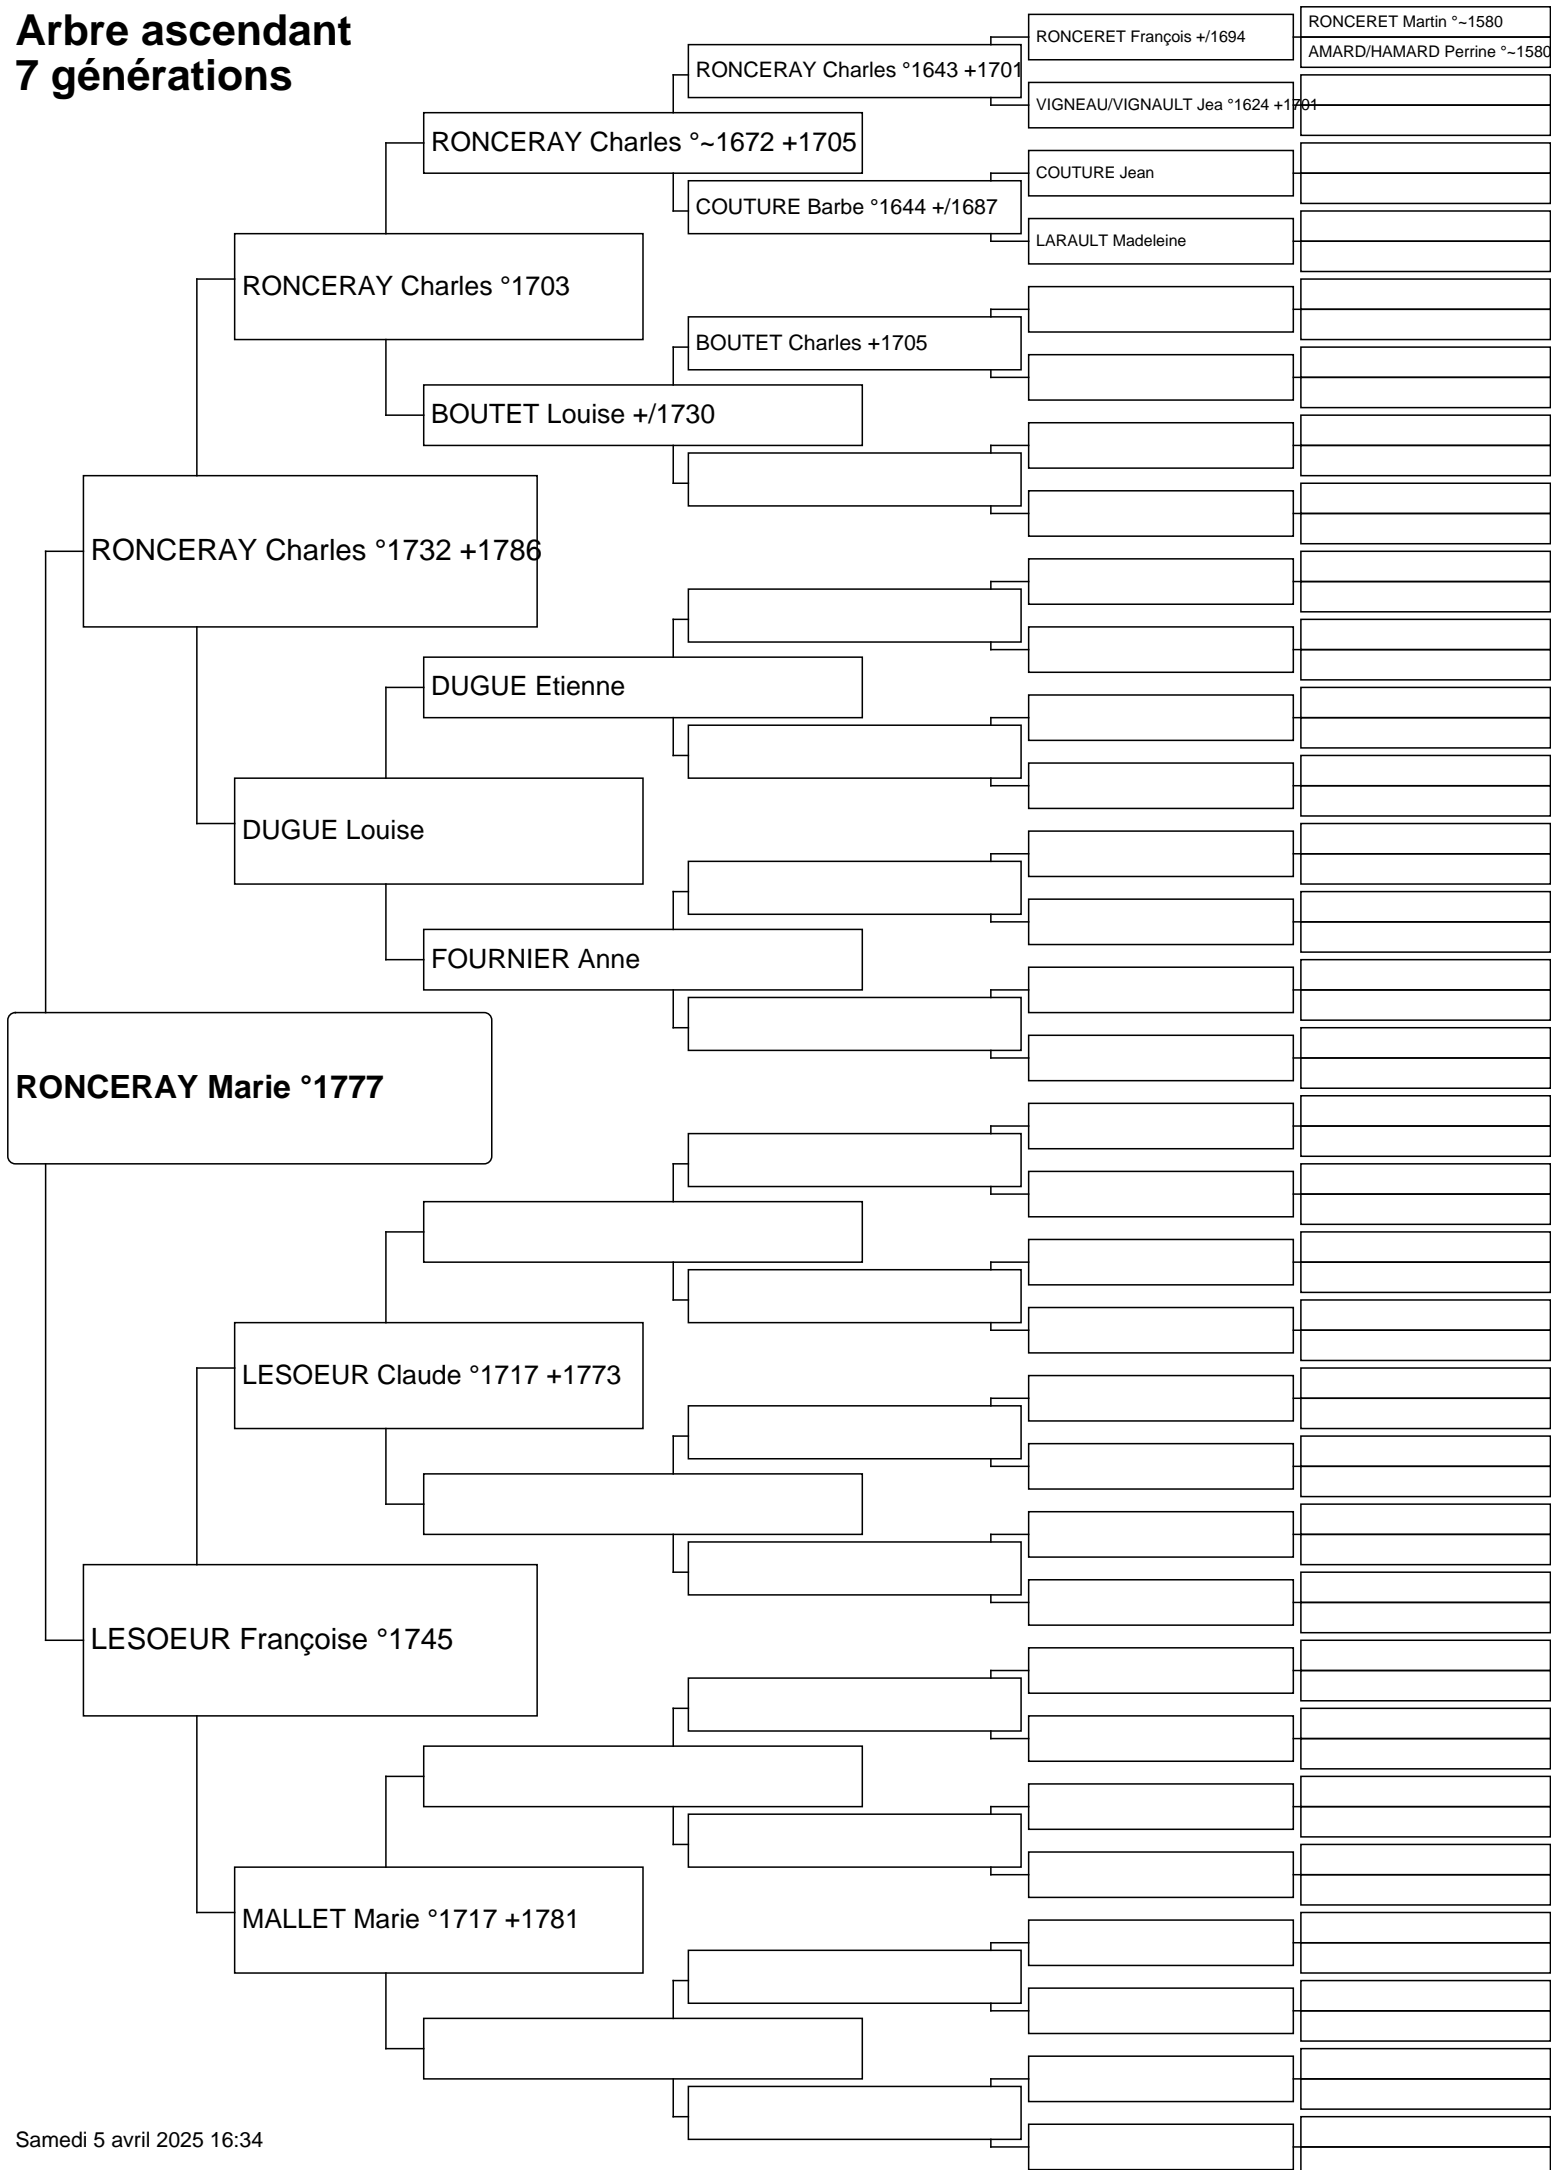 Arbre ascendant
7 générations
RONCERET Martin °~1580
RONCERET François +/1694
AMARD/HAMARD Perrine °~1580
RONCERAY Charles °1643 +1701
VIGNEAU/VIGNAULT Jea °1624 +1701
RONCERAY Charles °~1672 +1705
COUTURE Jean
COUTURE Barbe °1644 +/1687
LARAULT Madeleine
RONCERAY Charles °1703
BOUTET Charles +1705
BOUTET Louise +/1730
RONCERAY Charles °1732 +1786
DUGUE Etienne
DUGUE Louise
FOURNIER Anne
RONCERAY Marie °1777
LESOEUR Claude °1717 +1773
LESOEUR Françoise °1745
MALLET Marie °1717 +1781
Samedi 5 avril 2025 16:34